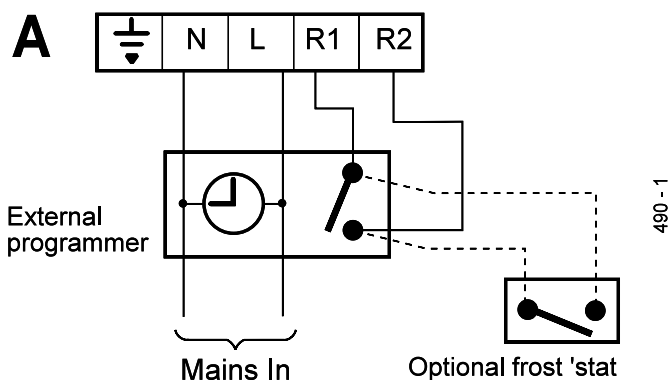 A
N L R1 R2
External
programmer
490 - 1
Mains In
Optional frost 'stat